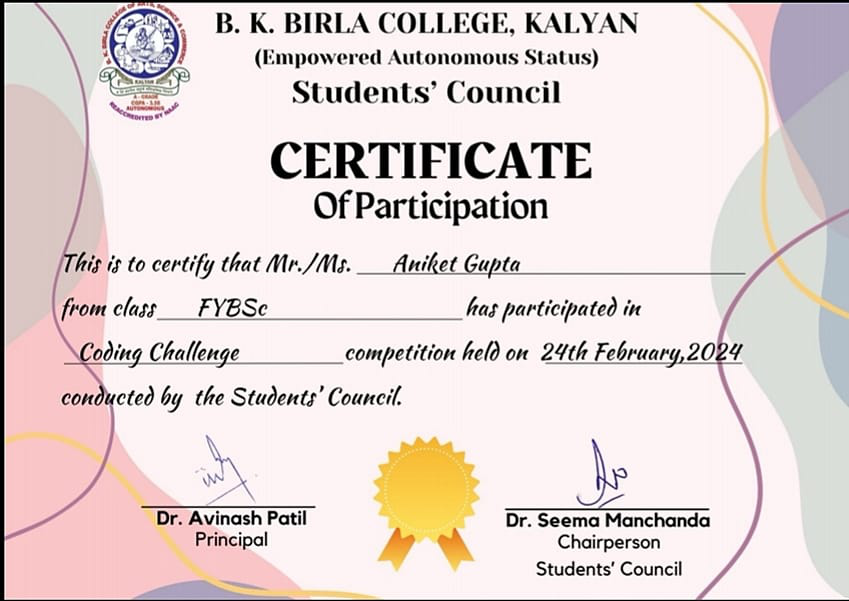 B. K. BIRLA COLLEGE OF ARTS, SCIENCE & COMMERCE
KALYAN
A - GRADE
CGPA - 3.58
AUTONOMOUS
REACCREDITED BY NAAC
B. K. BIRLA COLLEGE, KALYAN
(Empowered Autonomous Status)
Students’ Council
CERTIFICATE
Of Participation
This is to certify that Mr./Ms. Aniket Gupta
from class FYBSc has participated in
Coding Challenge competition held on 24th February,2024
conducted by the Students’ Council.
Dr. Avinash Patil
Principal
Dr. Seema Manchanda
Chairperson
Students’ Council